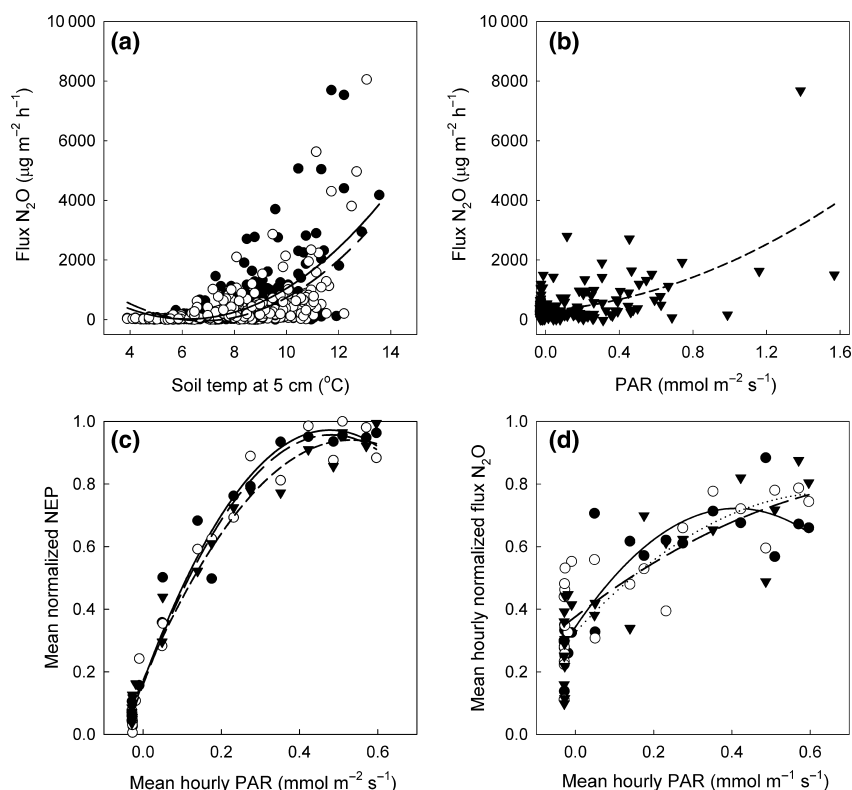 (a)
Flux N₂O (μg m⁻² h⁻¹)
10 000
8000
6000
4000
2000
0
4 6 8 10 12 14
Soil temp at 5 cm (°C)
(b)
Flux N₂O (μg m⁻² h⁻¹)
10 000
8000
6000
4000
2000
0
0.0 0.4 0.8 1.2 1.6
PAR (mmol m⁻² s⁻¹)
(c)
Mean normalized NEP
1.0
0.8
0.6
0.4
0.2
0.0
0.0 0.2 0.4 0.6
Mean hourly PAR (mmol m⁻² s⁻¹)
(d)
Mean hourly normalized flux N₂O
1.0
0.8
0.6
0.4
0.2
0.0
0.0 0.2 0.4 0.6
Mean hourly PAR (mmol m⁻¹ s⁻¹)